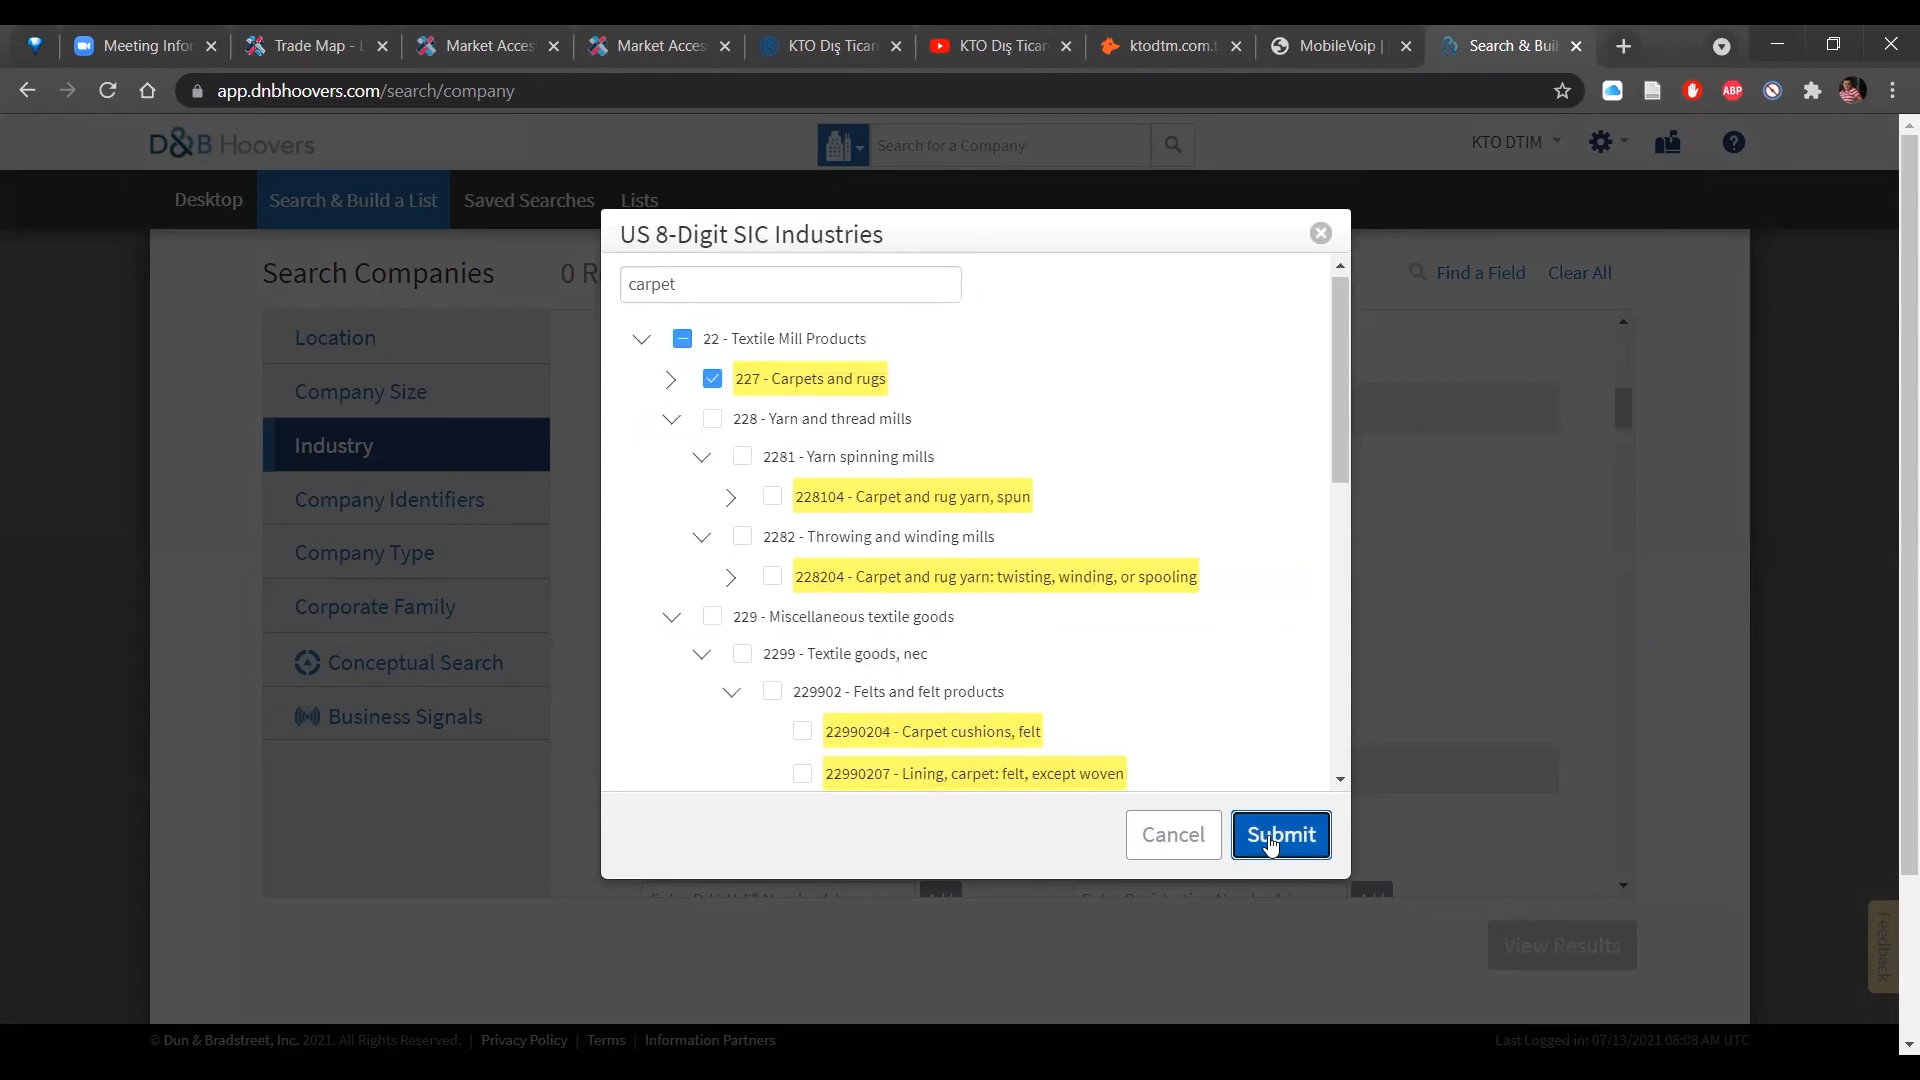 Meeting Infor
Trade Map - 
Market Acces
Market Acces
KTO Dış Ticar
KTO Dış Ticar
ktodtm.com.t
MobileVoip |
Search & Buil
app.dnbhoovers.com/search/company
ABP
D&B Hoovers
Search for a Company
KTO DTIM
Desktop
Search & Build a List
Saved Searches
Lists
US 8-Digit SIC Industries
Search Companies
0 R
Find a Field
Clear All
carpet
Location
Company Size
Industry
Company Identifiers
Company Type
Corporate Family
Conceptual Search
Business Signals
22 - Textile Mill Products
227 - Carpets and rugs
228 - Yarn and thread mills
2281 - Yarn spinning mills
228104 - Carpet and rug yarn, spun
2282 - Throwing and winding mills
228204 - Carpet and rug yarn: twisting, winding, or spooling
229 - Miscellaneous textile goods
2299 - Textile goods, nec
229902 - Felts and felt products
22990204 - Carpet cushions, felt
22990207 - Lining, carpet: felt, except woven
Cancel
Submit
View Results
Feedback
© Dun & Bradstreet, Inc. 2021. All Rights Reserved. | Privacy Policy | Terms | Information Partners
Last Logged in: 07/13/2021 08:08 AM UTC